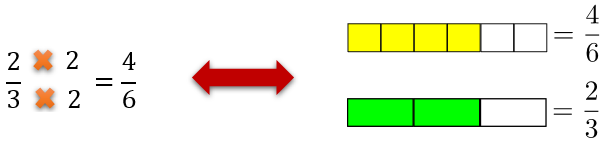 2/3 ✖ 2 / ✖ 2 = 4/6
= 4/6
= 2/3